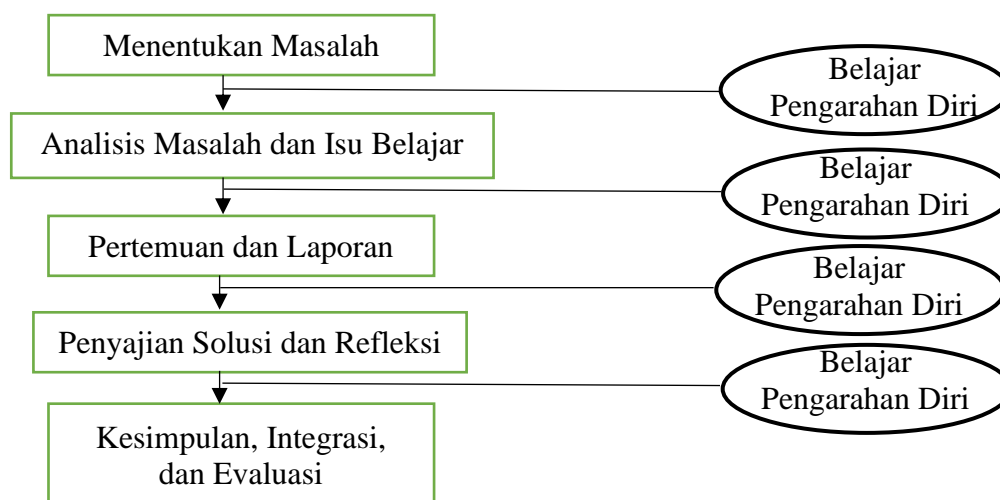 Menentukan Masalah
Belajar
Pengarahan Diri
Analisis Masalah dan Isu Belajar
Belajar
Pengarahan Diri
Pertemuan dan Laporan
Belajar
Pengarahan Diri
Penyajian Solusi dan Refleksi
Belajar
Pengarahan Diri
Kesimpulan, Integrasi,
dan Evaluasi